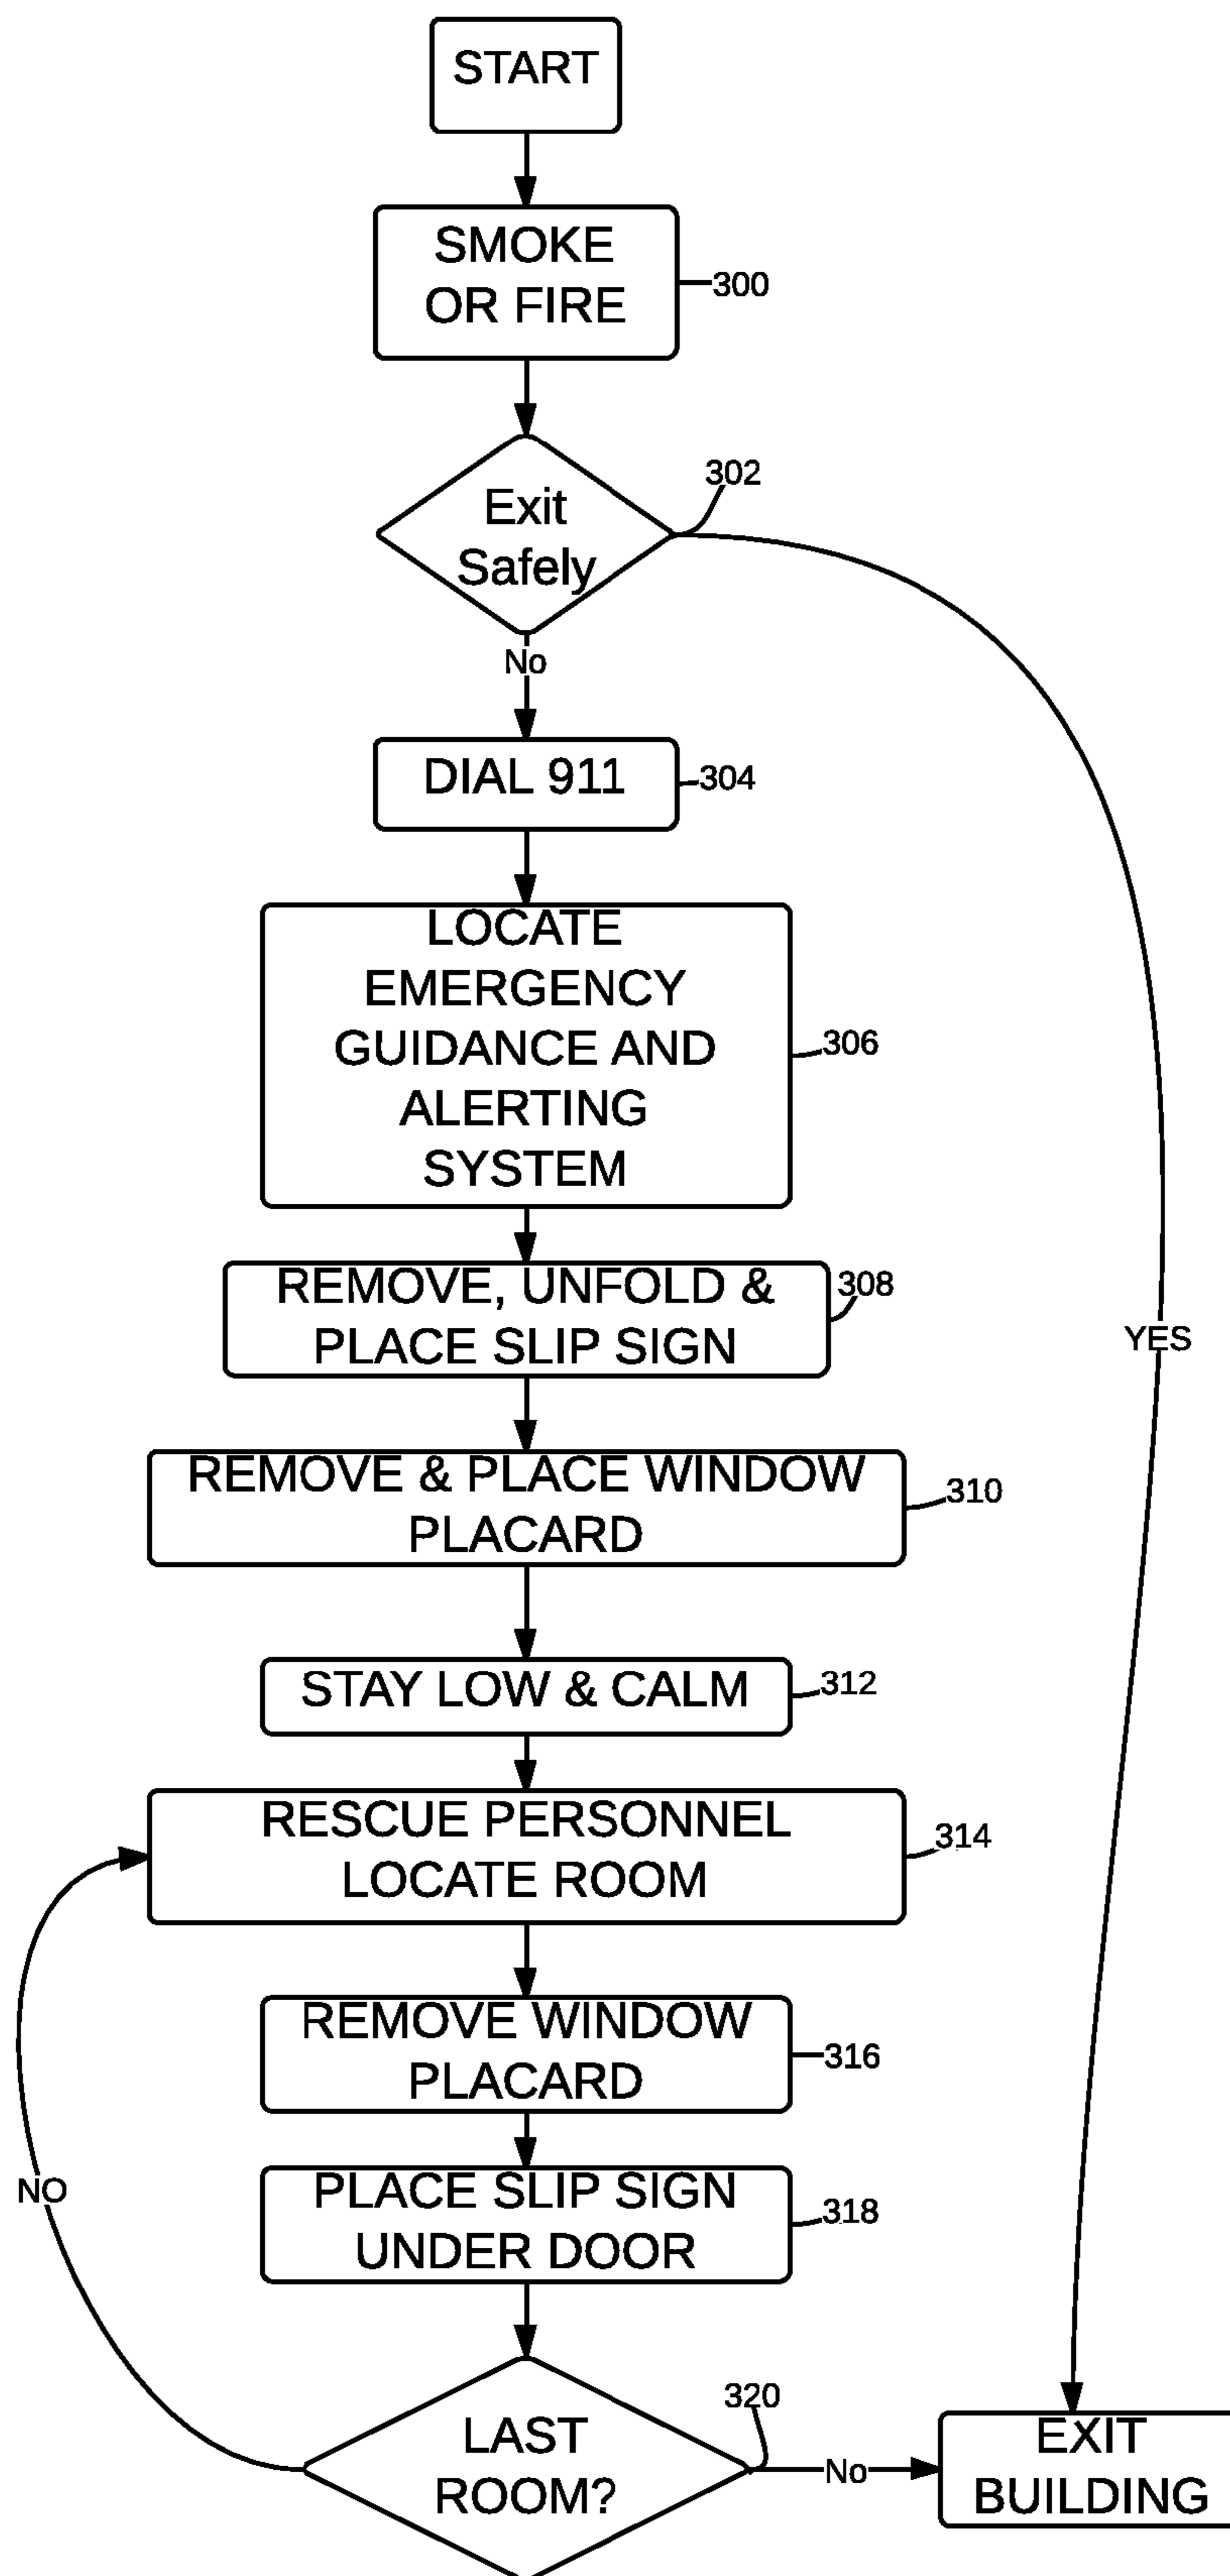 START
SMOKE
OR FIRE
300
302
Exit
Safely
No
DIAL 911
304
LOCATE
EMERGENCY
GUIDANCE AND
ALERTING
SYSTEM
306
REMOVE, UNFOLD &
PLACE SLIP SIGN
308
YES
REMOVE & PLACE WINDOW
PLACARD
310
STAY LOW & CALM
312
RESCUE PERSONNEL
LOCATE ROOM
314
REMOVE WINDOW
PLACARD
316
NO
PLACE SLIP SIGN
UNDER DOOR
318
320
LAST
ROOM?
No
EXIT
BUILDING